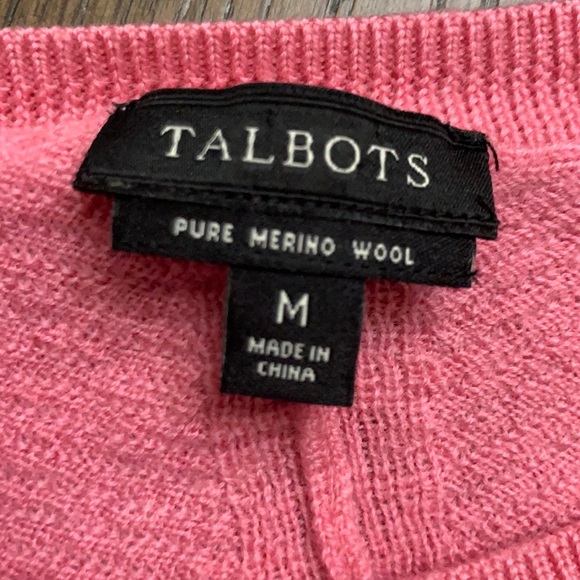 TALBOTS
PURE MERINO WOOL
M
MADE IN
CHINA